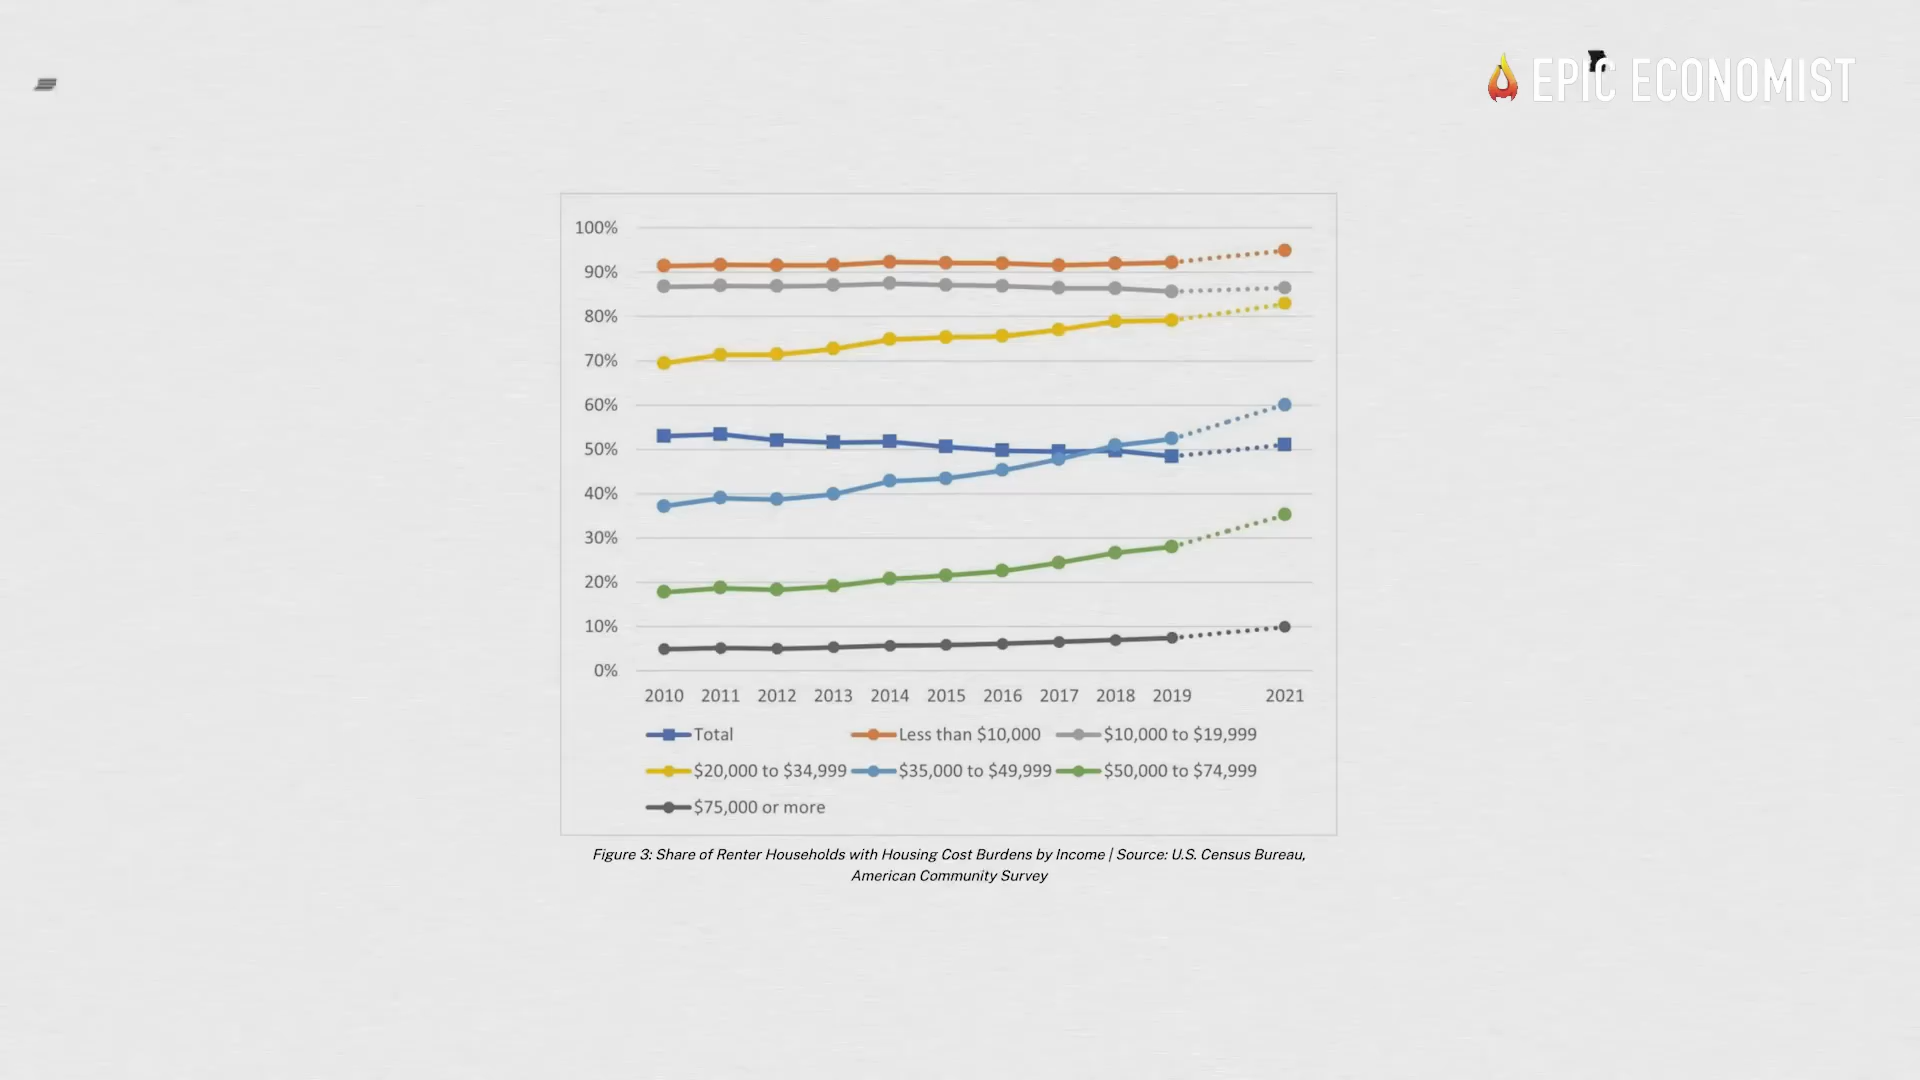 EPIC ECONOMIST
100%
90%
80%
70%
60%
50%
40%
30%
20%
10%
0%
2010 2011 2012 2013 2014 2015 2016 2017 2018 2019 2021
Total Less than $10,000 $10,000 to $19,999
$20,000 to $34,999 $35,000 to $49,999 $50,000 to $74,999
$75,000 or more
Figure 3: Share of Renter Households with Housing Cost Burdens by Income | Source: U.S. Census Bureau,
American Community Survey